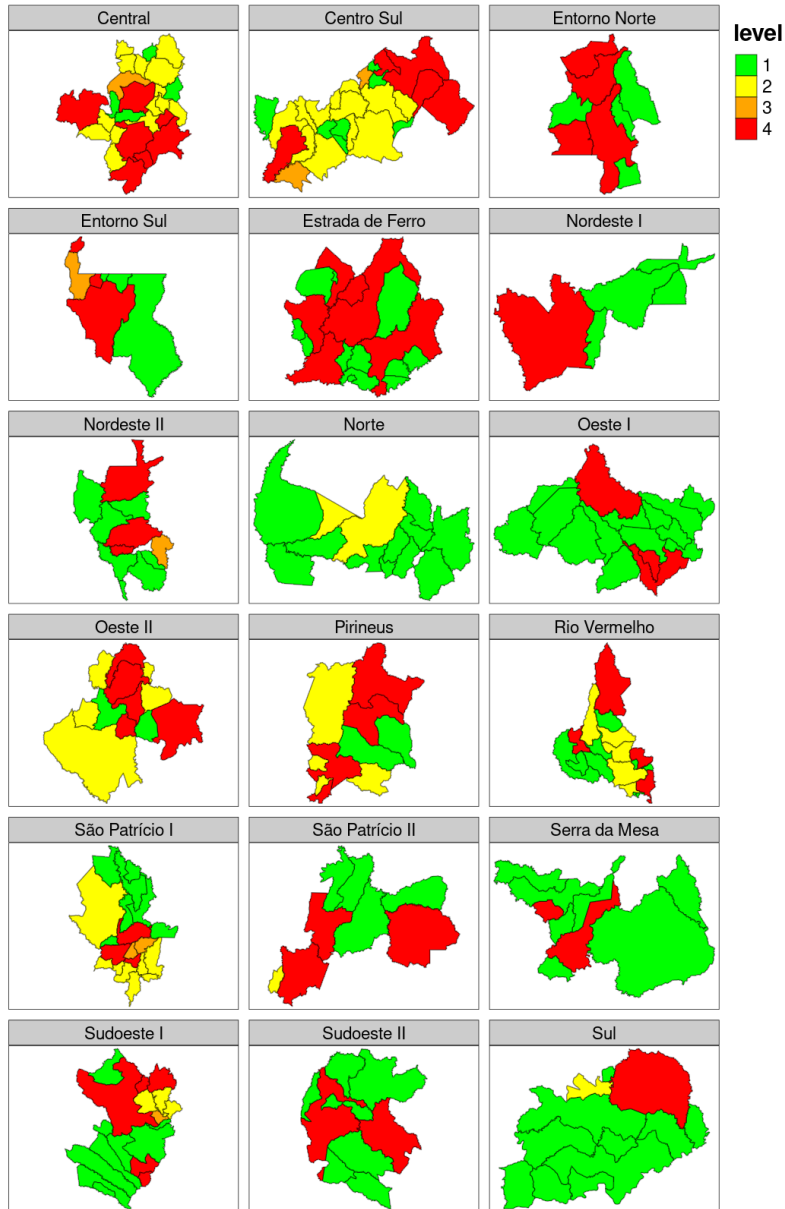 Central
Centro Sul
Entorno Norte
level
1
2
3
4
Entorno Sul
Estrada de Ferro
Nordeste I
Nordeste II
Norte
Oeste I
Oeste II
Pirineus
Rio Vermelho
São Patrício I
São Patrício II
Serra da Mesa
Sudoeste I
Sudoeste II
Sul